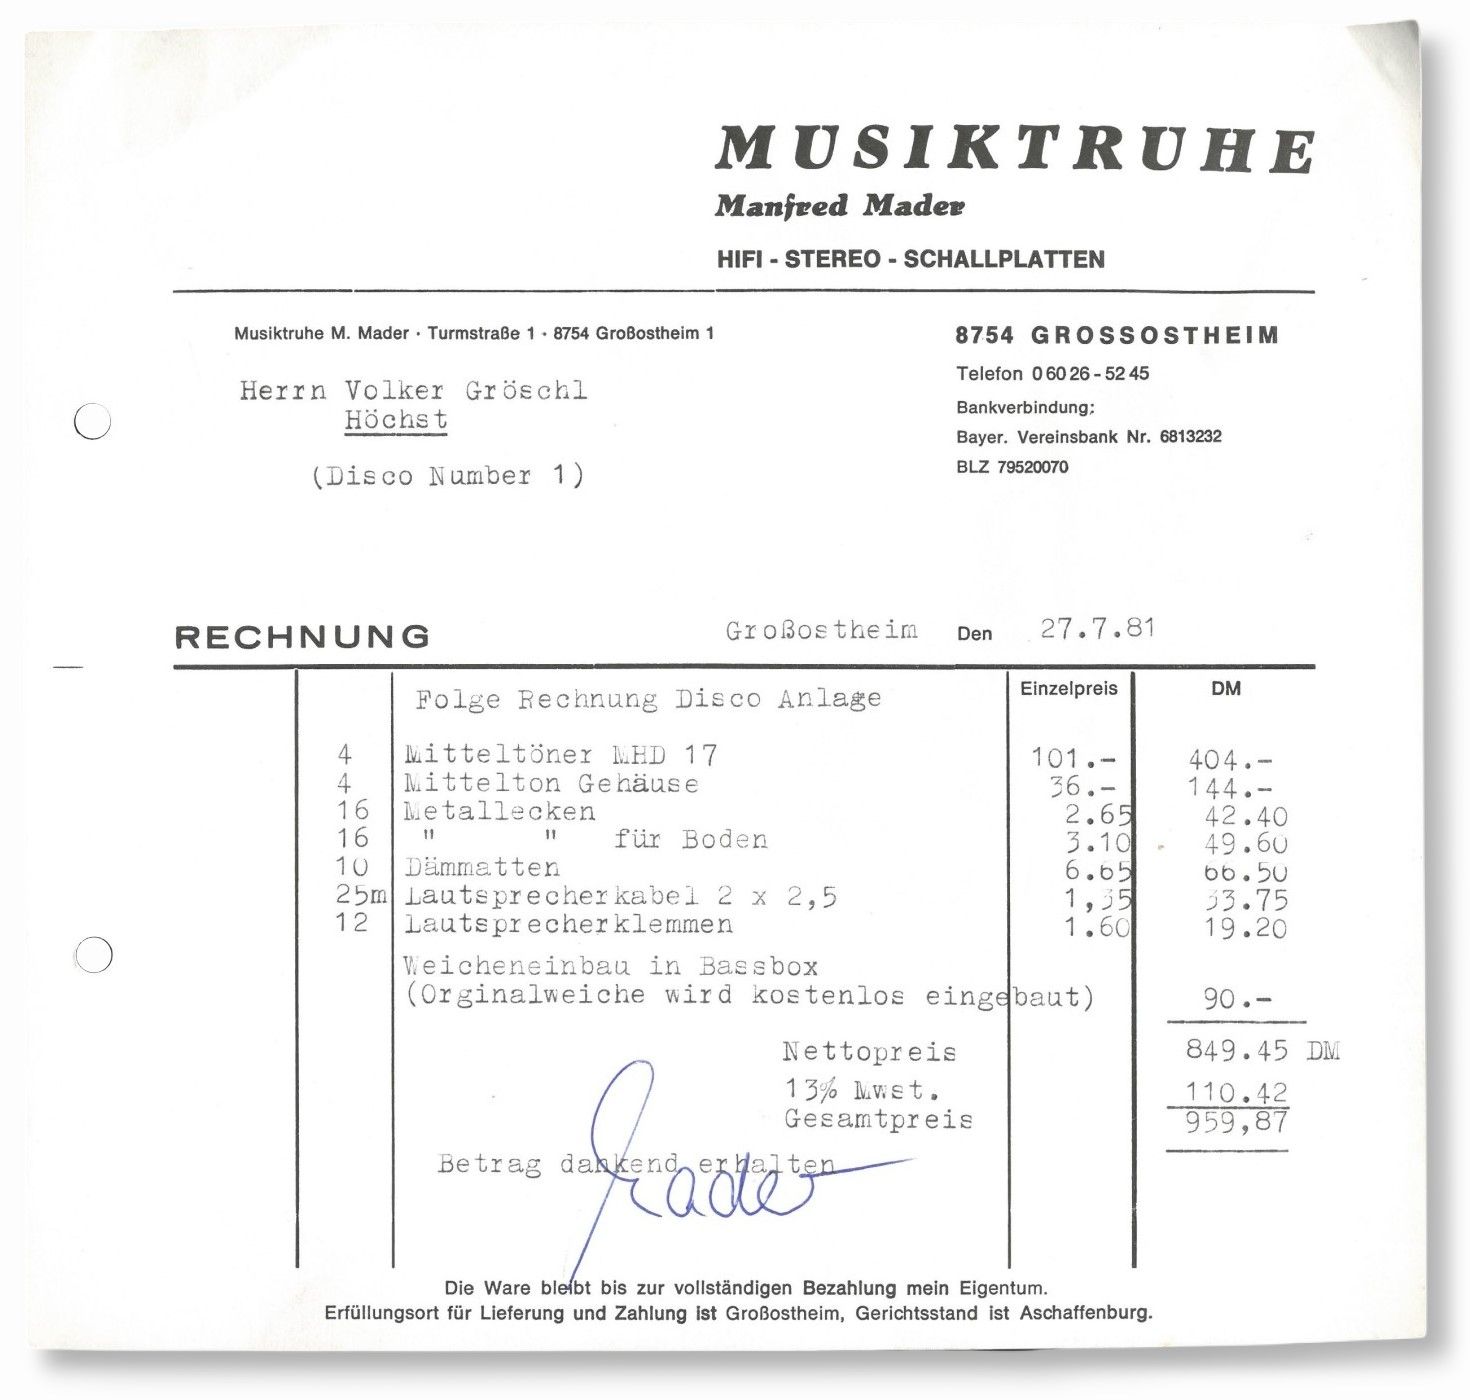 MUSIKTRUHE
Manfred Mader
HIFI - STEREO - SCHALLPLATTEN
Musiktruhe M. Mader · Turmstraße 1 · 8754 Großostheim 1
8754 GROSSOSTHEIM
Telefon 0 60 26 - 52 45
Bankverbindung:
Bayer. Vereinsbank Nr. 6813232
BLZ 79520070
Herrn Volker Gröschl
Höchst
(Disco Number 1)
RECHNUNG Großostheim Den 27.7.81
Einzelpreis DM
Folge Rechnung Disco Anlage
4 Mitteltöner MHD 17 101.- 404.-
4 Mittelton Gehäuse 36.- 144.-
16 Metallecken 2.65 42.40
16 " " für Boden 3.10 49.60
10 Dämmatten 6.65 66.50
25m Lautsprecherkabel 2 x 2,5 1,35 33.75
12 Lautsprecherklemmen 1.60 19.20
Weicheneinbau in Bassbox
(Orginalweiche wird kostenlos eingebaut) 90.-
Nettopreis 849.45 DM
13% Mwst. 110.42
Gesamtpreis 959,87
Betrag dankend erhalten
Mader
Die Ware bleibt bis zur vollständigen Bezahlung mein Eigentum.
Erfüllungsort für Lieferung und Zahlung ist Großostheim, Gerichtsstand ist Aschaffenburg.